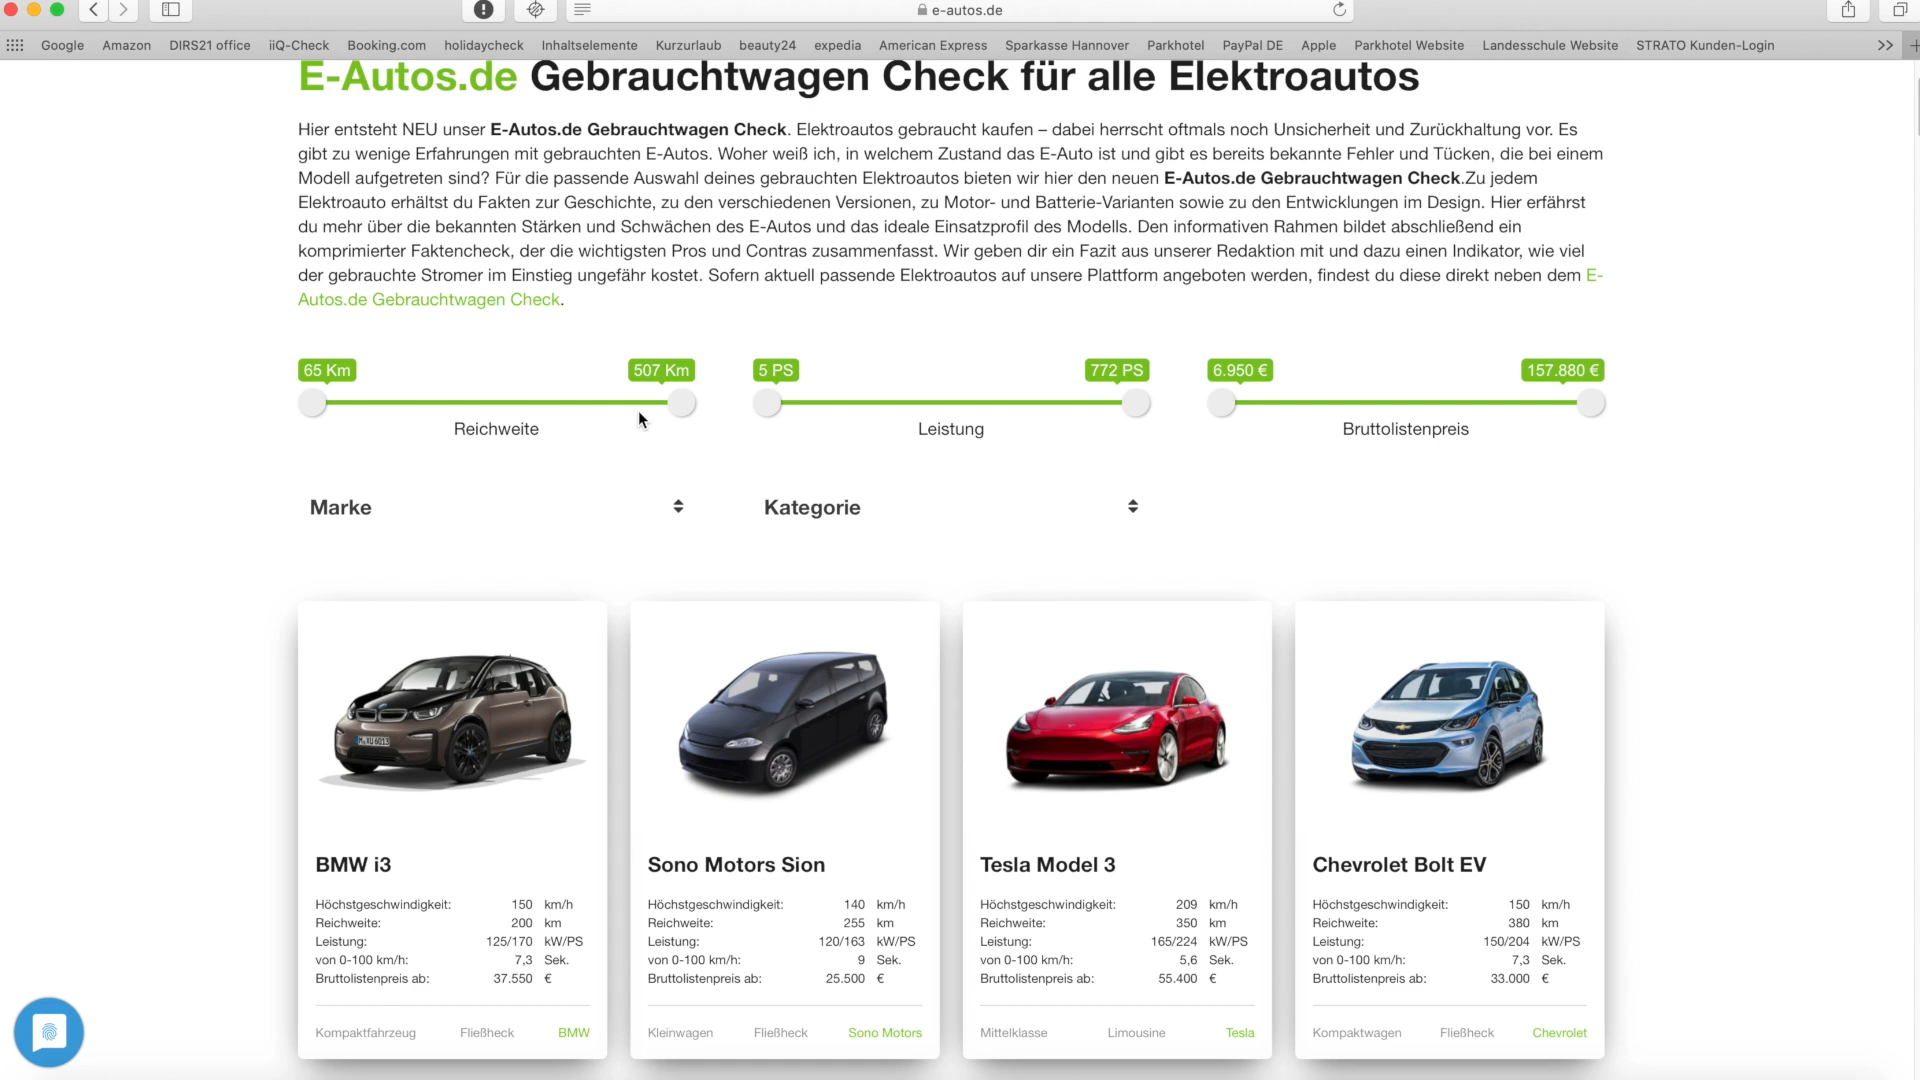 e-autos.de
Google Amazon DIRS21 office iiQ-Check Booking.com holidaycheck Inhaltselemente Kurzurlaub beauty24 expedia American Express Sparkasse Hannover Parkhotel PayPal DE Apple Parkhotel Website Landesschule Website STRATO Kunden-Login
E-Autos.de Gebrauchtwagen Check für alle Elektroautos
Hier entsteht NEU unser E-Autos.de Gebrauchtwagen Check. Elektroautos gebraucht kaufen – dabei herrscht oftmals noch Unsicherheit und Zurückhaltung vor. Es
gibt zu wenige Erfahrungen mit gebrauchten E-Autos. Woher weiß ich, in welchem Zustand das E-Auto ist und gibt es bereits bekannte Fehler und Tücken, die bei einem
Modell aufgetreten sind? Für die passende Auswahl deines gebrauchten Elektroautos bieten wir hier den neuen E-Autos.de Gebrauchtwagen Check.Zu jedem
Elektroauto erhältst du Fakten zur Geschichte, zu den verschiedenen Versionen, zu Motor- und Batterie-Varianten sowie zu den Entwicklungen im Design. Hier erfährst
du mehr über die bekannten Stärken und Schwächen des E-Autos und das ideale Einsatzprofil des Modells. Den informativen Rahmen bildet abschließend ein
komprimierter Faktencheck, der die wichtigsten Pros und Contras zusammenfasst. Wir geben dir ein Fazit aus unserer Redaktion mit und dazu einen Indikator, wie viel
der gebrauchte Stromer im Einstieg ungefähr kostet. Sofern aktuell passende Elektroautos auf unsere Plattform angeboten werden, findest du diese direkt neben dem E-
Autos.de Gebrauchtwagen Check.
65 Km 507 Km 5 PS 772 PS 6.950 € 157.880 €
Reichweite Leistung Bruttolistenpreis
Marke Kategorie
M·XU 6013
BMW i3
Höchstgeschwindigkeit: 150 km/h
Reichweite: 200 km
Leistung: 125/170 kW/PS
von 0-100 km/h: 7,3 Sek.
Bruttolistenpreis ab: 37.550 €
Kompaktfahrzeug Fließheck BMW
Sono Motors Sion
Höchstgeschwindigkeit: 140 km/h
Reichweite: 255 km
Leistung: 120/163 kW/PS
von 0-100 km/h: 9 Sek.
Bruttolistenpreis ab: 25.500 €
Kleinwagen Fließheck Sono Motors
Tesla Model 3
Höchstgeschwindigkeit: 209 km/h
Reichweite: 350 km
Leistung: 165/224 kW/PS
von 0-100 km/h: 5,6 Sek.
Bruttolistenpreis ab: 55.400 €
Mittelklasse Limousine Tesla
Chevrolet Bolt EV
Höchstgeschwindigkeit: 150 km/h
Reichweite: 380 km
Leistung: 150/204 kW/PS
von 0-100 km/h: 7,3 Sek.
Bruttolistenpreis ab: 33.000 €
Kompaktwagen Fließheck Chevrolet